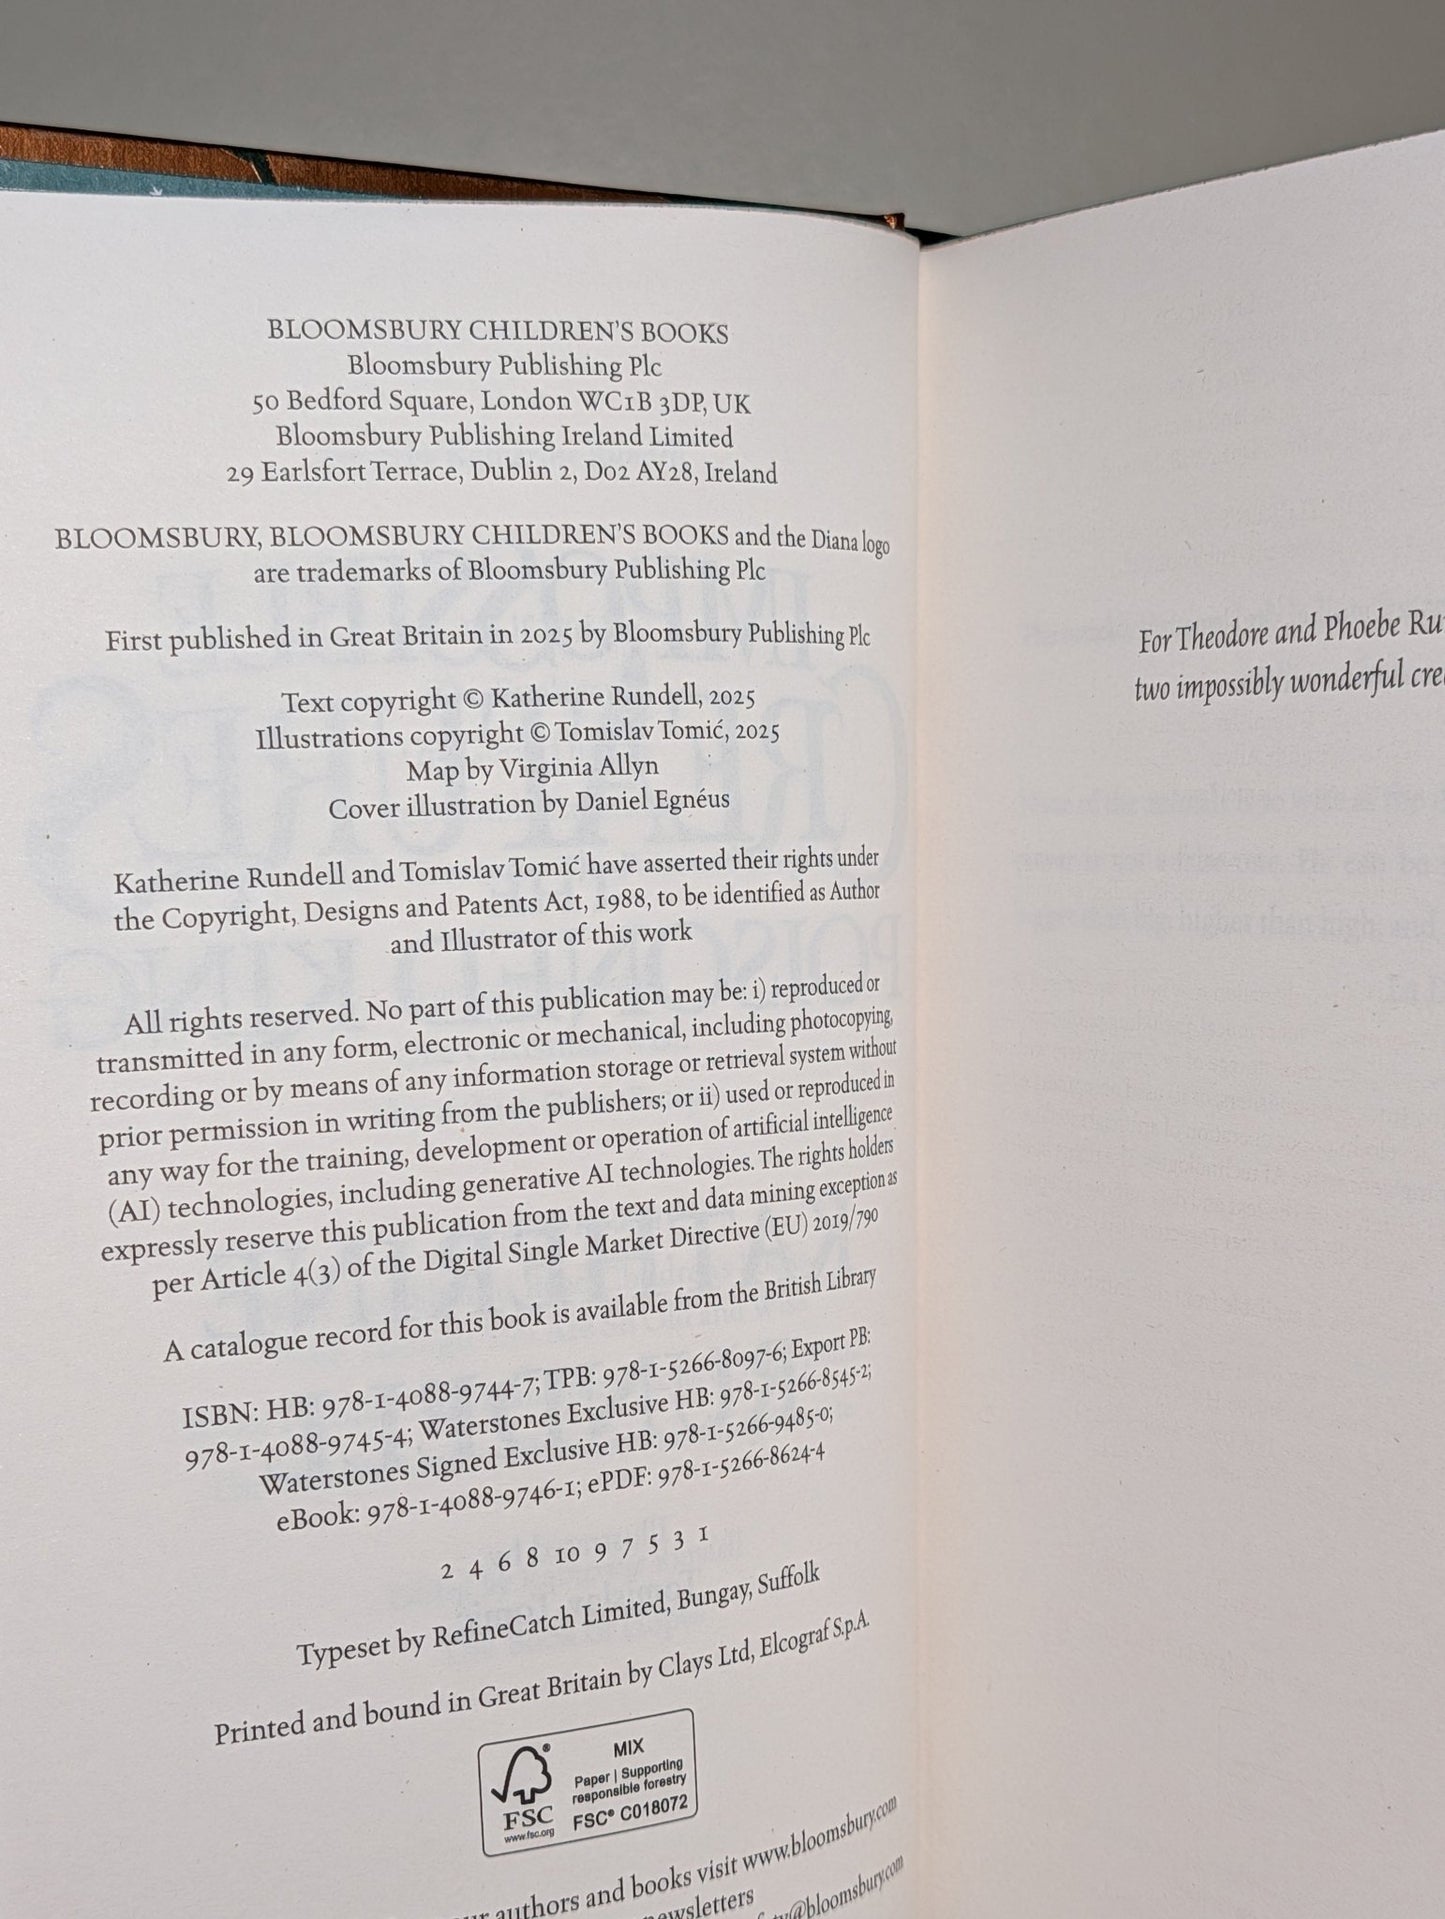 BLOOMSBURY CHILDREN'S BOOKS
Bloomsbury Publishing Plc
50 Bedford Square, London WC1B 3DP, UK
Bloomsbury Publishing Ireland Limited
29 Earlsfort Terrace, Dublin 2, D02 AY28, Ireland
BLOOMSBURY, BLOOMSBURY CHILDREN'S BOOKS and the Diana logo
are trademarks of Bloomsbury Publishing Plc
First published in Great Britain in 2025 by Bloomsbury Publishing Plc
Text copyright © Katherine Rundell, 2025
Illustrations copyright © Tomislav Tomić, 2025
Map by Virginia Allyn
Cover illustration by Daniel Egnéus
Katherine Rundell and Tomislav Tomić have asserted their rights under
the Copyright, Designs and Patents Act, 1988, to be identified as Author
and Illustrator of this work
All rights reserved. No part of this publication may be: i) reproduced or
transmitted in any form, electronic or mechanical, including photocopying,
recording or by means of any information storage or retrieval system without
prior permission in writing from the publishers; or ii) used or reproduced in
any way for the training, development or operation of artificial intelligence
(AI) technologies, including generative AI technologies. The rights holders
expressly reserve this publication from the text and data mining exception as
per Article 4(3) of the Digital Single Market Directive (EU) 2019/790
A catalogue record for this book is available from the British Library
ISBN: HB: 978-1-4088-9744-7; TPB: 978-1-5266-8097-6; Export PB:
978-1-4088-9745-4; Waterstones Exclusive HB: 978-1-5266-8545-2;
Waterstones Signed Exclusive HB: 978-1-5266-9485-0;
eBook: 978-1-4088-9746-1; ePDF: 978-1-5266-8624-4
2 4 6 8 10 9 7 5 3 1
Typeset by RefineCatch Limited, Bungay, Suffolk
Printed and bound in Great Britain by Clays Ltd, Elcograf S.p.A.
MIX
Paper | Supporting
responsible forestry
FSC® C018072
FSC
www.fsc.org
authors and books visit www.bloomsbury.com
newsletters
@bloomsbury.com
For Theodore and Phoebe Ru
two impossibly wonderful cre